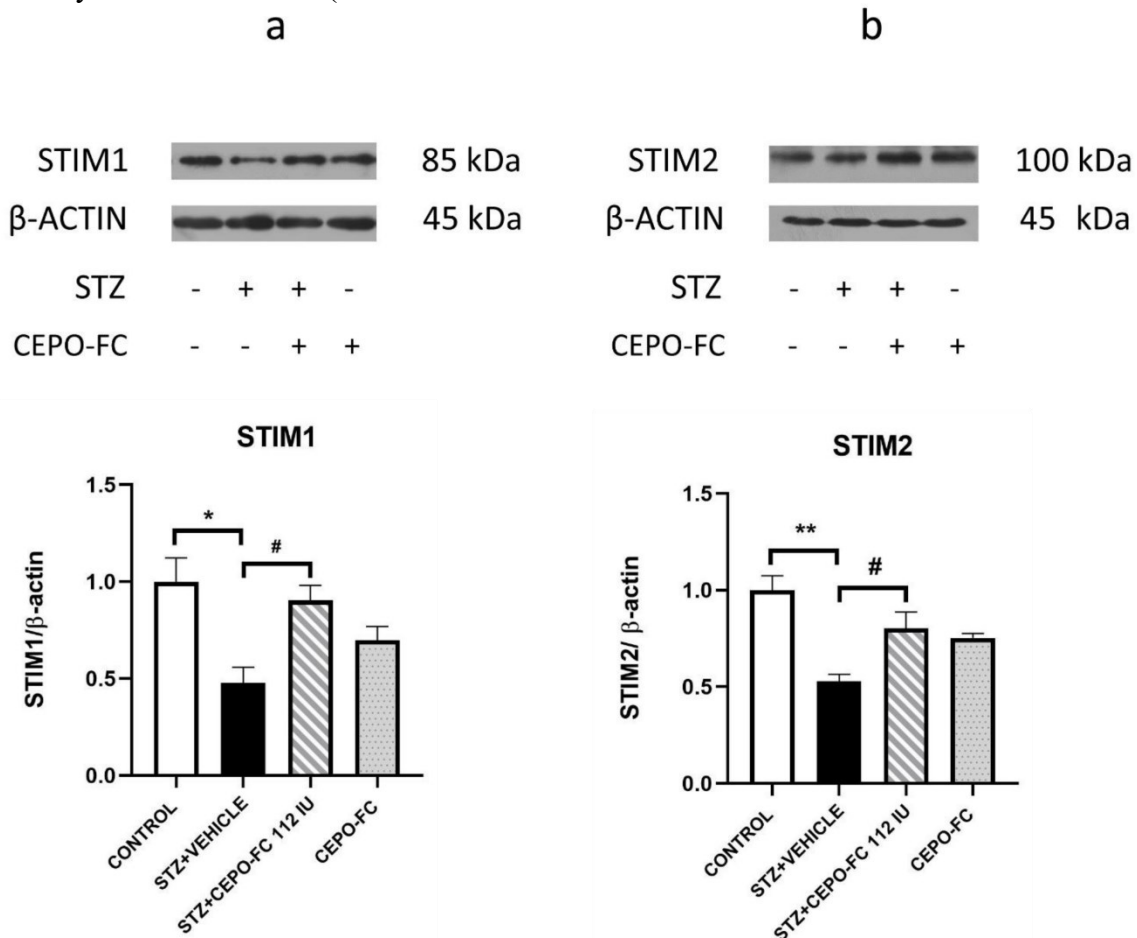 a
STIM1 85 kDa
β-ACTIN 45 kDa
STZ - + + -
CEPO-FC - - + +
STIM1
1.5
1.0
0.5
0.0
STIM1/β-actin
*
#
CONTROL
STZ+VEHICLE
STZ+CEPO-FC 112 IU
CEPO-FC
b
STIM2 100 kDa
β-ACTIN 45 kDa
STZ - + + -
CEPO-FC - - + +
STIM2
1.5
1.0
0.5
0.0
STIM2/ β-actin
**
#
CONTROL
STZ+VEHICLE
STZ+CEPO-FC 112 IU
CEPO-FC